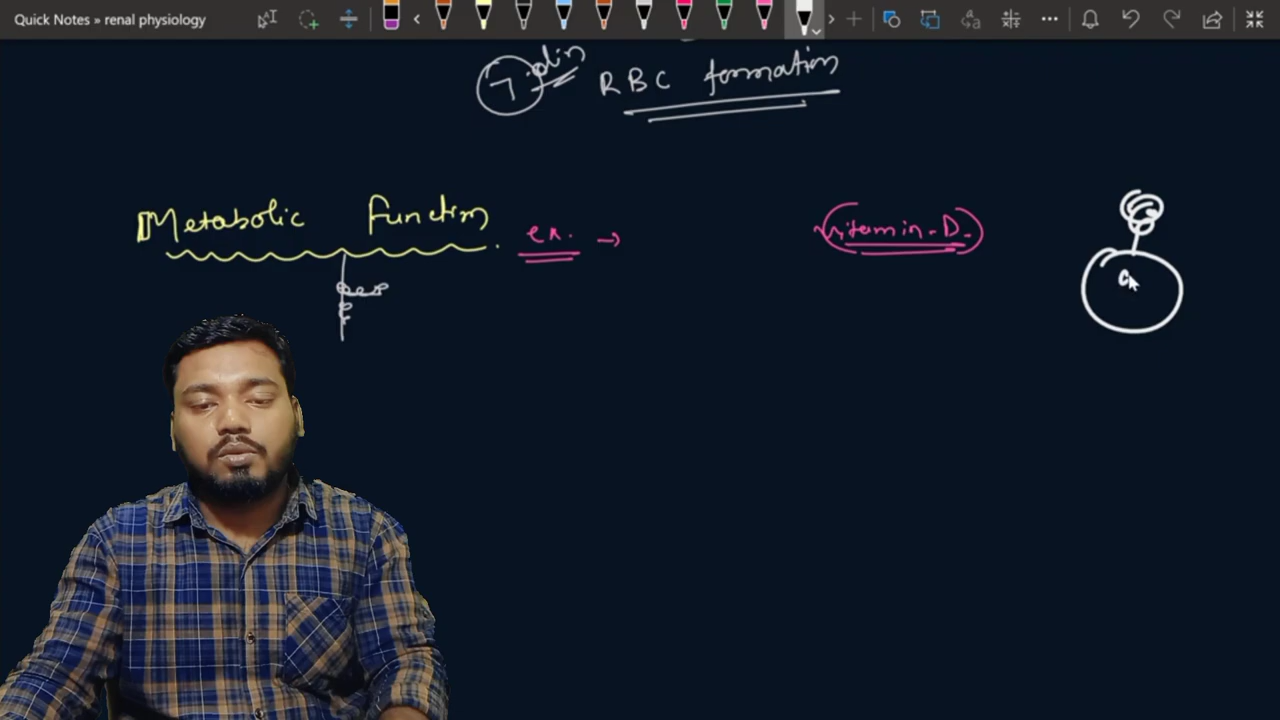 Quick Notes » renal physiology
RBC formation
Metabolic Function
ex. → vitamin-D.